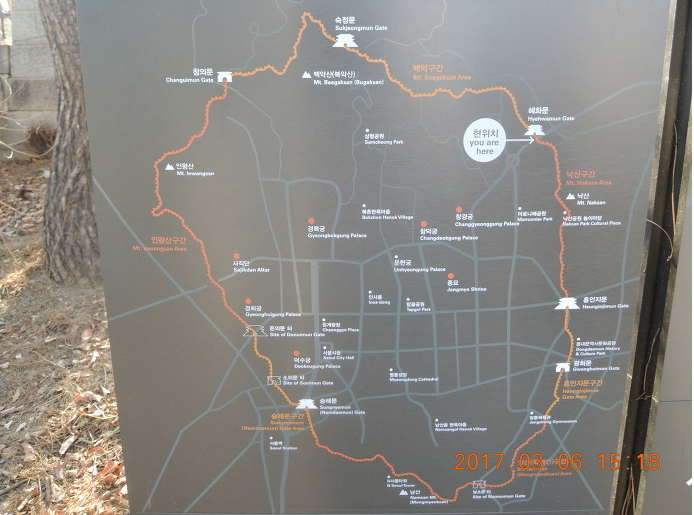 숙정문
Sukjeongmun Gate
창의문
Changuimun Gate
백악산(북악산)
Mt. Baegaksan (Bugaksan)
백악구간
Mt. Baegaksan Area
혜화문
Hyehwamun Gate
현위치
you are
here
삼청공원
Samcheong Park
인왕산
Mt. Inwangsan
낙산구간
Mt. Naksan Area
낙산
Mt. Naksan
북촌한옥마을
Bukchon Hanok Village
창경궁
Changgyeonggung Palace
마로니에공원
Marronnier Park
낙산공원 놀이마당
Naksan Park Cultural Place
경복궁
Gyeongbokgung Palace
창덕궁
Changdeokgung Palace
인왕산구간
Mt. Inwangsan Area
사직단
Sajikdan Altar
운현궁
Unhyeongung Palace
종묘
Jongmyo Shrine
경희궁
Gyeonghuigung Palace
인사동
Insa-dong
탑골공원
Tapgol Park
흥인지문
Heunginjimun Gate
돈의문 터
Site of Donuimun Gate
청계광장
Cheonggye Plaza
서울시청
Seoul City Hall
동대문역사문화공원
Dongdaemun History
& Culture Park
덕수궁
Deoksugung Palace
광희문
Gwanghuimun Gate
소의문 터
Site of Souimun Gate
명동성당
Myeongdong Cathedral
흥인지문구간
Heunginjimun
Gate Area
숭례문
Sungnyemun
(Namdaemun) Gate
숭례문구간
Sungnyemun
(Namdaemun) Gate Area
장충체육관
Jangchung Gymnasium
남산골 한옥마을
Namsangol Hanok Village
서울역
Seoul Station
N서울타워
N Seoul Tower
남산
Namsan Mt.
(Mongmyeoksan)
남소문 터
Site of Namsomun Gate
2017 03 06 15:18